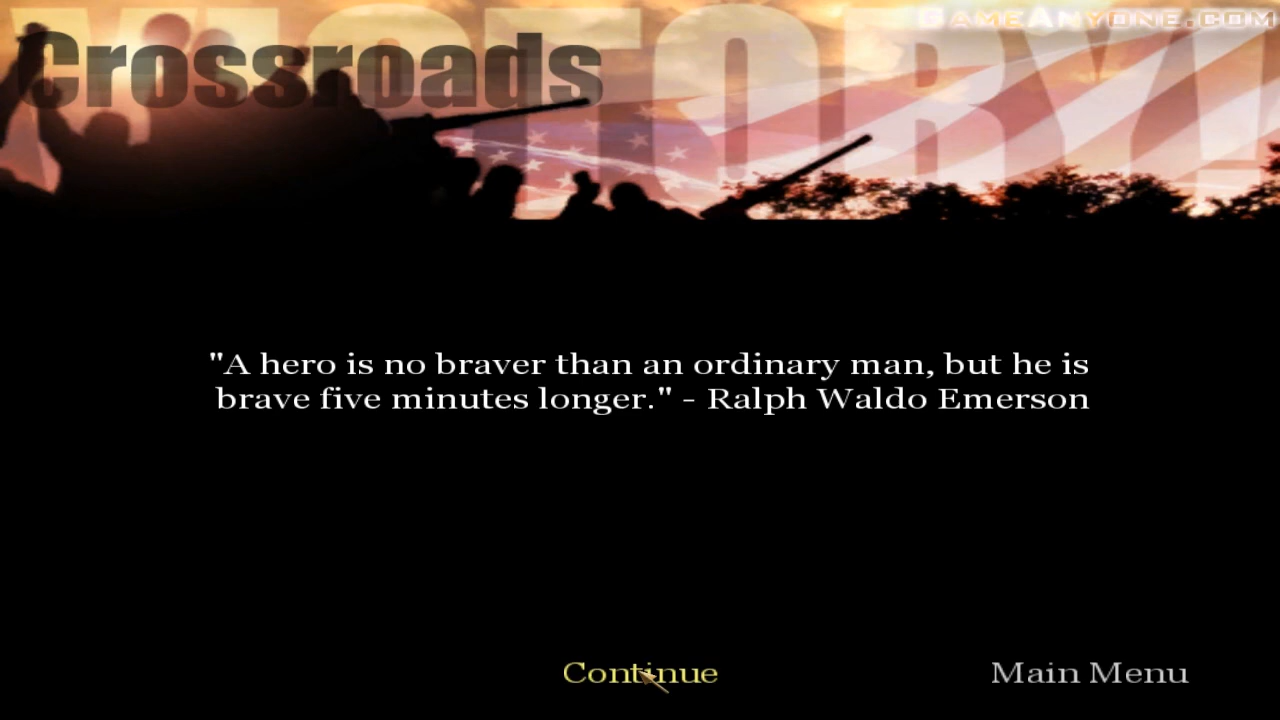 GameAnyone.com
VICTORY!
Crossroads
"A hero is no braver than an ordinary man, but he is
brave five minutes longer." - Ralph Waldo Emerson
Continue
Main Menu